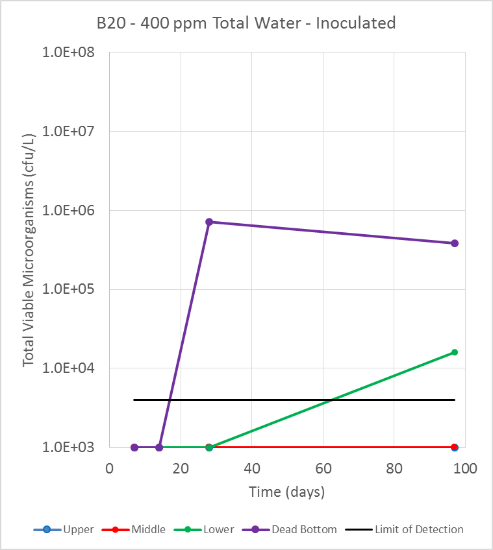 B20 - 400 ppm Total Water - Inoculated
Total Viable Microorganisms (cfu/L)
1.0E+08
1.0E+07
1.0E+06
1.0E+05
1.0E+04
1.0E+03
0 20 40 60 80 100
Time (days)
Upper Middle Lower Dead Bottom Limit of Detection